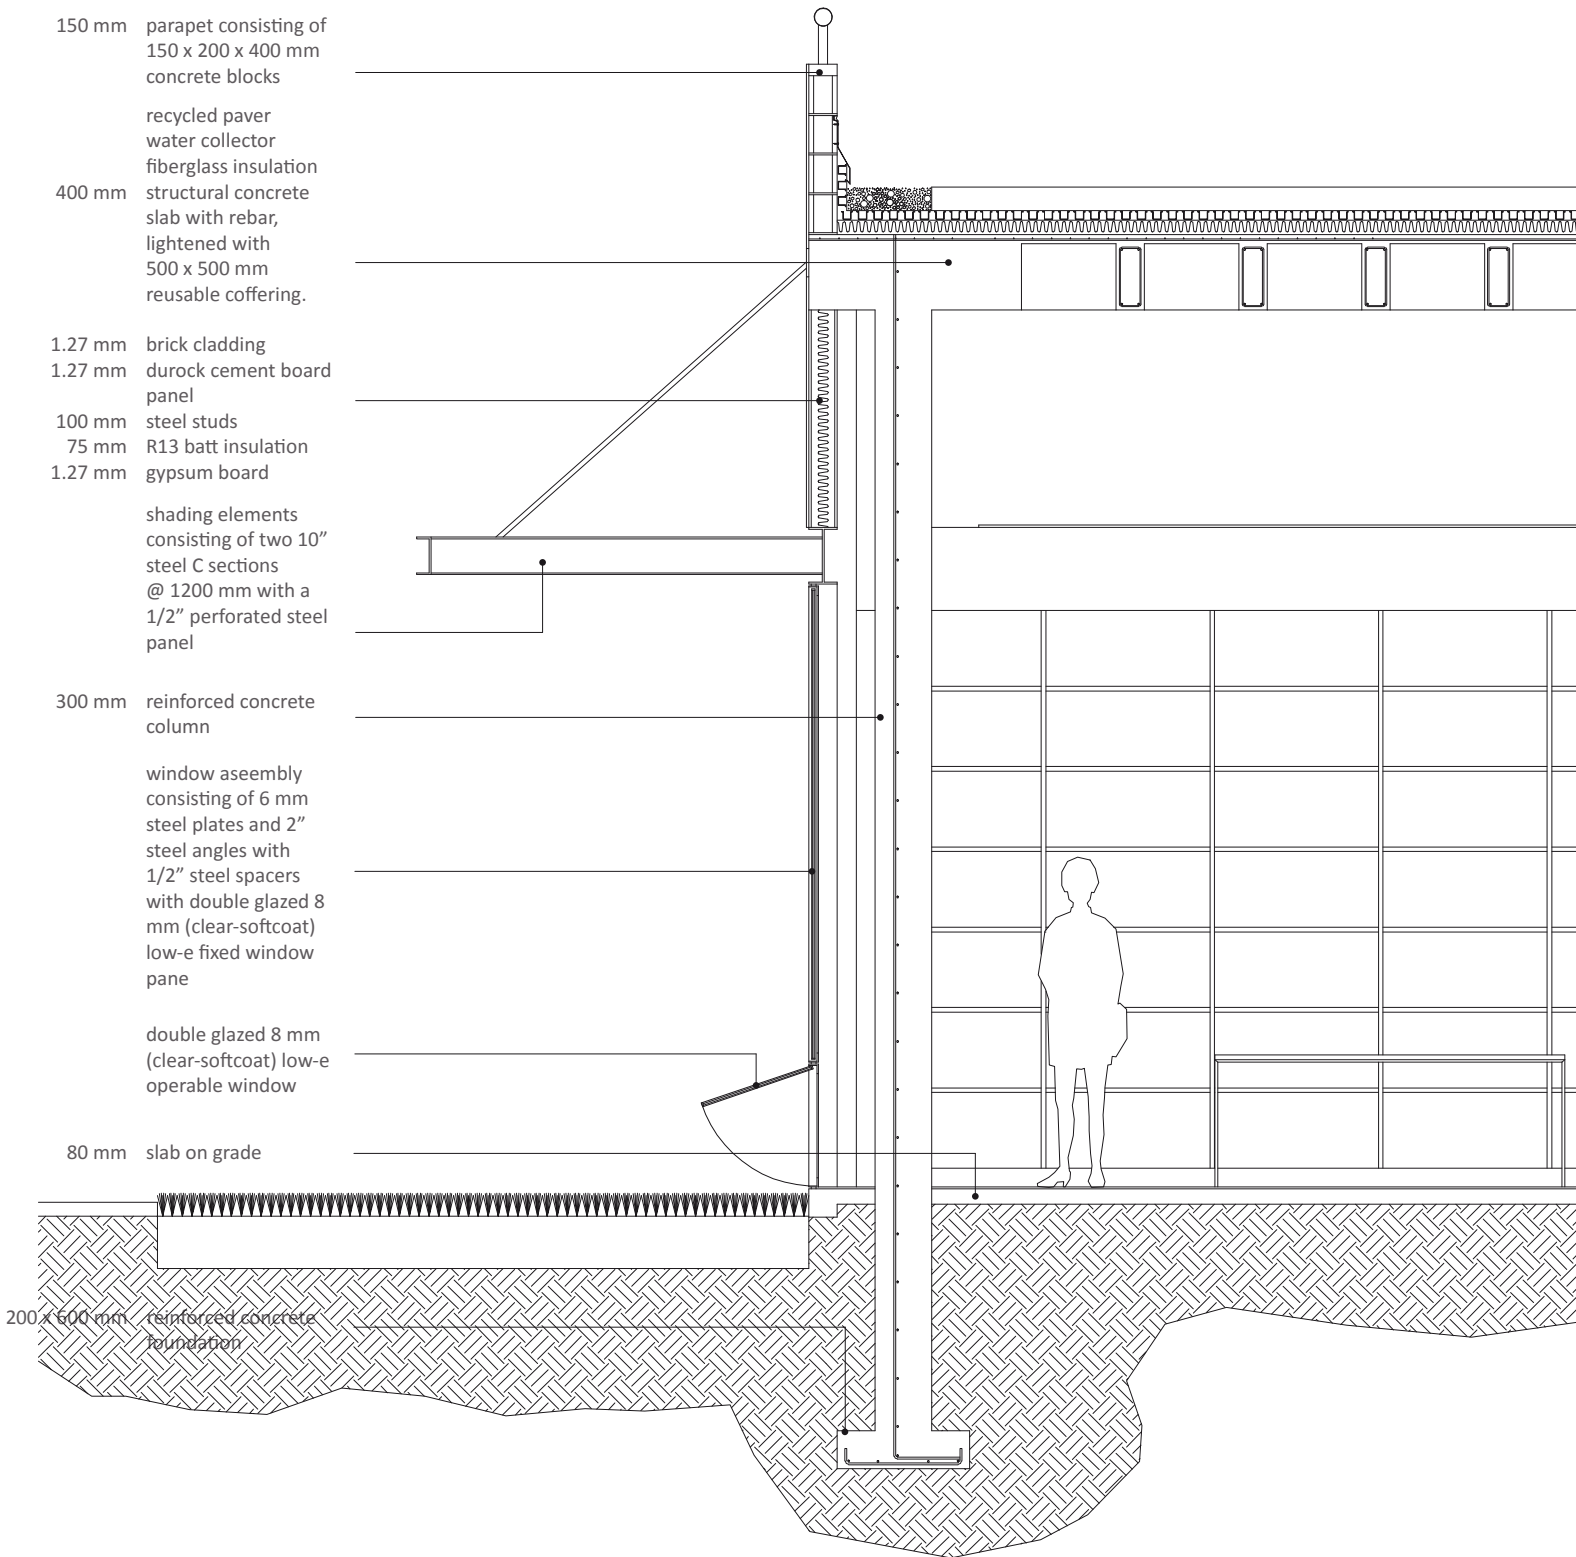 150 mm parapet consisting of
150 x 200 x 400 mm
concrete blocks
recycled paver
water collector
fiberglass insulation
400 mm structural concrete
slab with rebar,
lightened with
500 x 500 mm
reusable coffering.
1.27 mm brick cladding
1.27 mm durock cement board
panel
100 mm steel studs
75 mm R13 batt insulation
1.27 mm gypsum board
shading elements
consisting of two 10”
steel C sections
@ 1200 mm with a
1/2” perforated steel
panel
300 mm reinforced concrete
column
window aseembly
consisting of 6 mm
steel plates and 2”
steel angles with
1/2” steel spacers
with double glazed 8
mm (clear-softcoat)
low-e fixed window
pane
double glazed 8 mm
(clear-softcoat) low-e
operable window
80 mm slab on grade
200 x 600 mm reinforced concrete
foundation